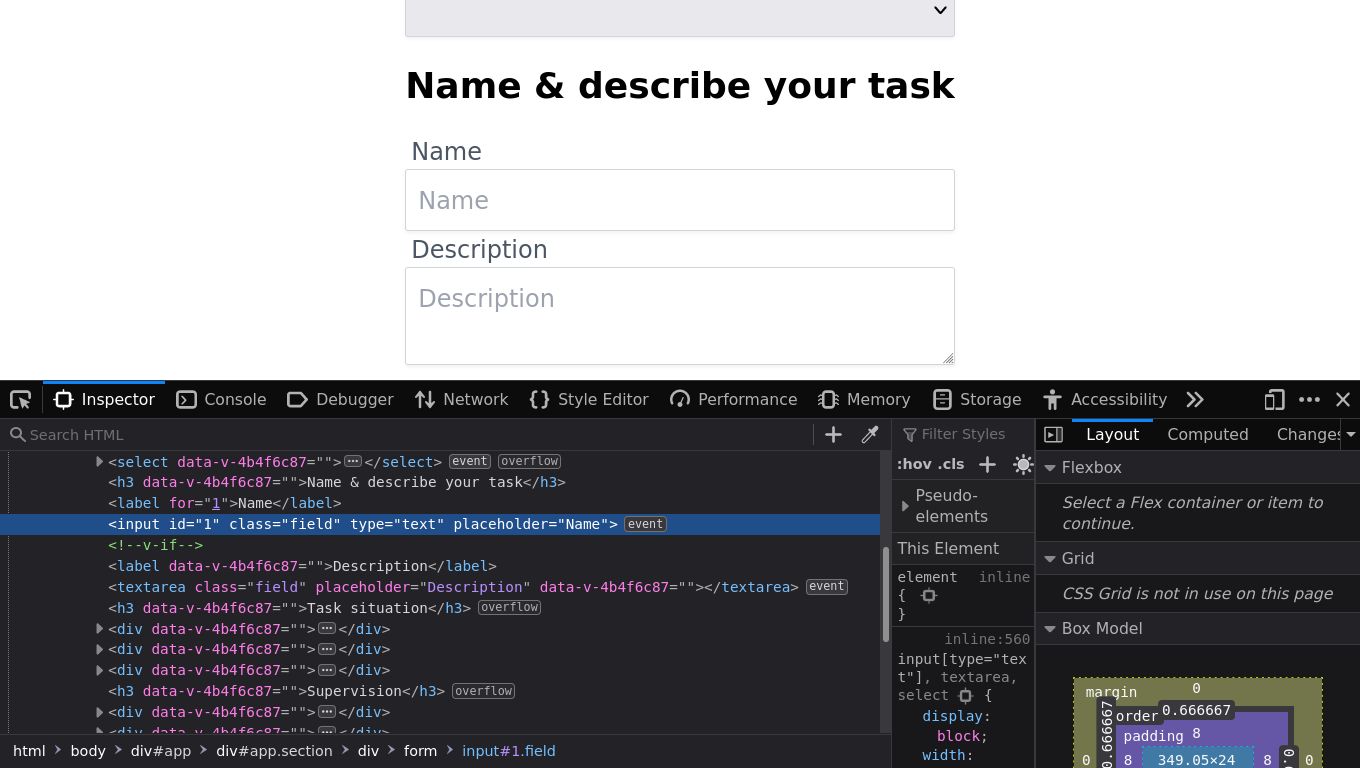 Name & describe your task
Name
Name
Description
Description
Inspector Console Debugger Network Style Editor Performance Memory Storage Accessibility
Search HTML
<select data-v-4b4f6c87=""></select> event overflow
<h3 data-v-4b4f6c87="">Name & describe your task</h3>
<label for="1">Name</label>
<input id="1" class="field" type="text" placeholder="Name"> event
<!--v-if-->
<label data-v-4b4f6c87="">Description</label>
<textarea class="field" placeholder="Description" data-v-4b4f6c87=""></textarea> event
<h3 data-v-4b4f6c87="">Task situation</h3> overflow
<div data-v-4b4f6c87=""></div>
<div data-v-4b4f6c87=""></div>
<div data-v-4b4f6c87=""></div>
<h3 data-v-4b4f6c87="">Supervision</h3> overflow
<div data-v-4b4f6c87=""></div>
<div data-v-4b4f6c87=""></div>
html body div#app div#app.section div form input#1.field
Filter Styles
:hov .cls
Pseudo-
elements
This Element
element inline
{
}
inline:560
input[type="tex
t"], textarea,
select {
display:
block;
width:
Layout Computed Changes
Flexbox
Select a Flex container or item to
continue.
Grid
CSS Grid is not in use on this page
Box Model
margin 0
order 0.666667
padding 8
0 0.666667 8 349.05×24 8 0